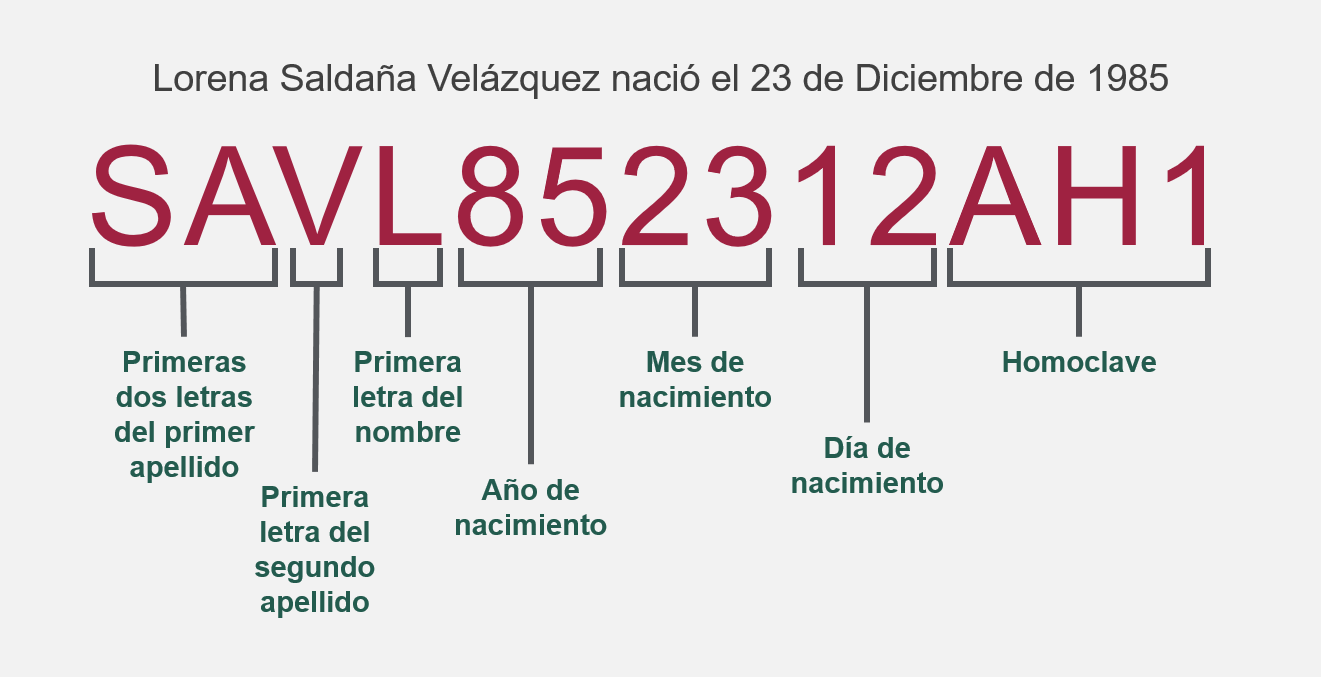 Lorena Saldaña Velázquez nació el 23 de Diciembre de 1985
SAVL852312AH1
Primeras
dos letras
del primer
apellido
Primera
letra del
segundo
apellido
Primera
letra del
nombre
Año de
nacimiento
Mes de
nacimiento
Día de
nacimiento
Homoclave